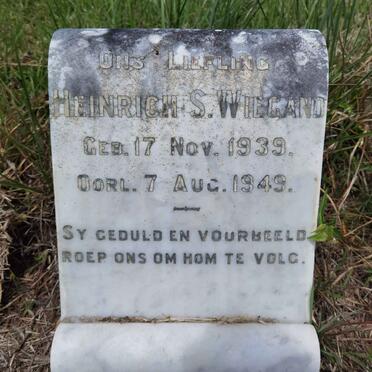 ONS LIEFLING
HEINRICH S. WIEGAND
GEB. 17 NOV. 1939.
OORL. 7 AUG. 1949.
SY GEDULD EN VOORBEELD
ROEP ONS OM HOM TE VOLG.